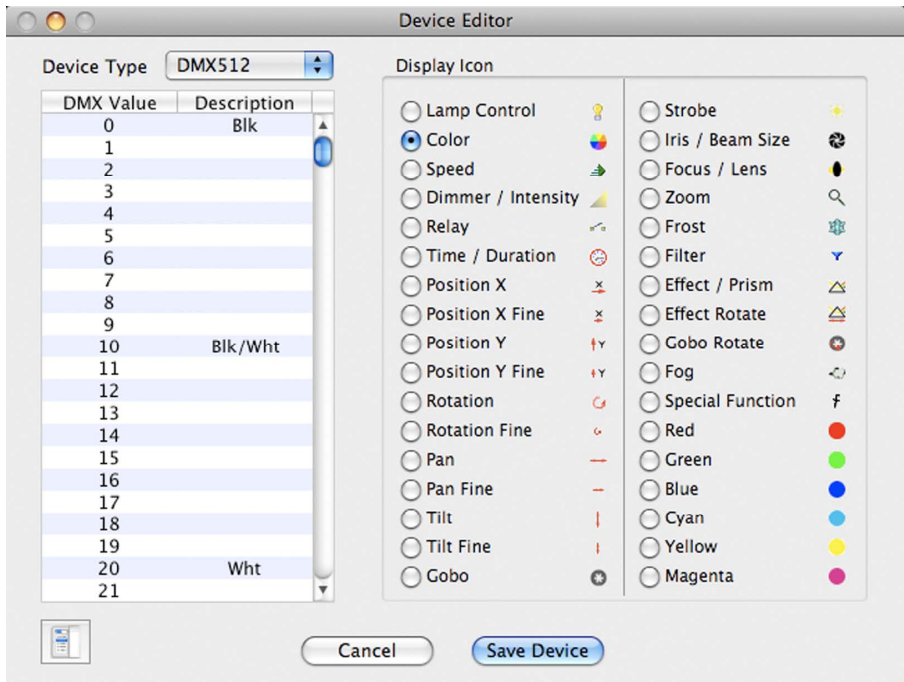 Device Editor
Device Type DMX512
DMX Value Description
0 Blk
1
2
3
4
5
6
7
8
9
10 Blk/Wht
11
12
13
14
15
16
17
18
19
20 Wht
21
Display Icon
Lamp Control
Color
Speed
Dimmer / Intensity
Relay
Time / Duration
Position X
Position X Fine
Position Y
Position Y Fine
Rotation
Rotation Fine
Pan
Pan Fine
Tilt
Tilt Fine
Gobo
Strobe
Iris / Beam Size
Focus / Lens
Zoom
Frost
Filter
Effect / Prism
Effect Rotate
Gobo Rotate
Fog
Special Function f
Red
Green
Blue
Cyan
Yellow
Magenta
Cancel
Save Device